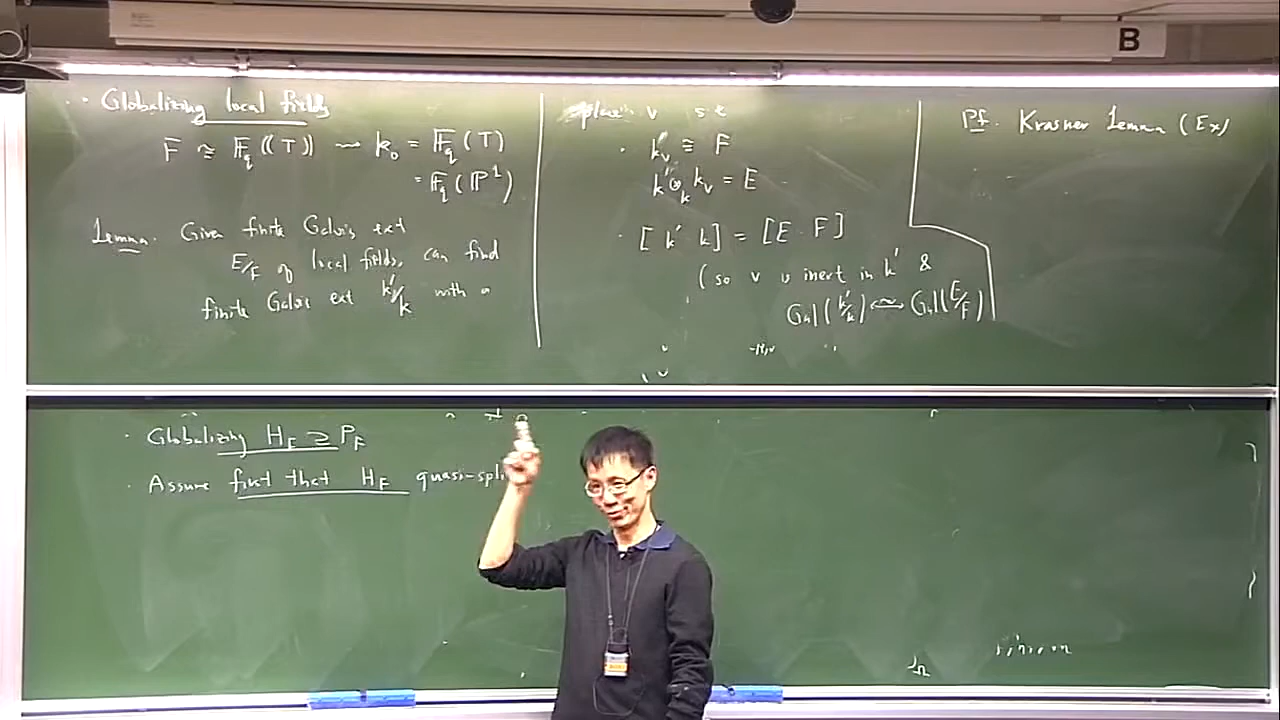 B
· Globalizing local fields
F ≅ 𝔽_q((T)) ⇝ k_0 = 𝔽_q(T)
= 𝔽_q(ℙ^1)
Lemma. Given finite Galois ext
E/F of local fields, can find
finite Galois ext k'/k with a
place v s.t
· k_v ≅ F
k' ⊗_k k_v = E
· [k' k] = [E F]
(so v is inert in k' &
Gal(k'/k) ≅ Gal(E/F))
Pf. Krasner Lemma (Ex)
· Globalizing H_F ⊇ P_F
· Assume first that H_F